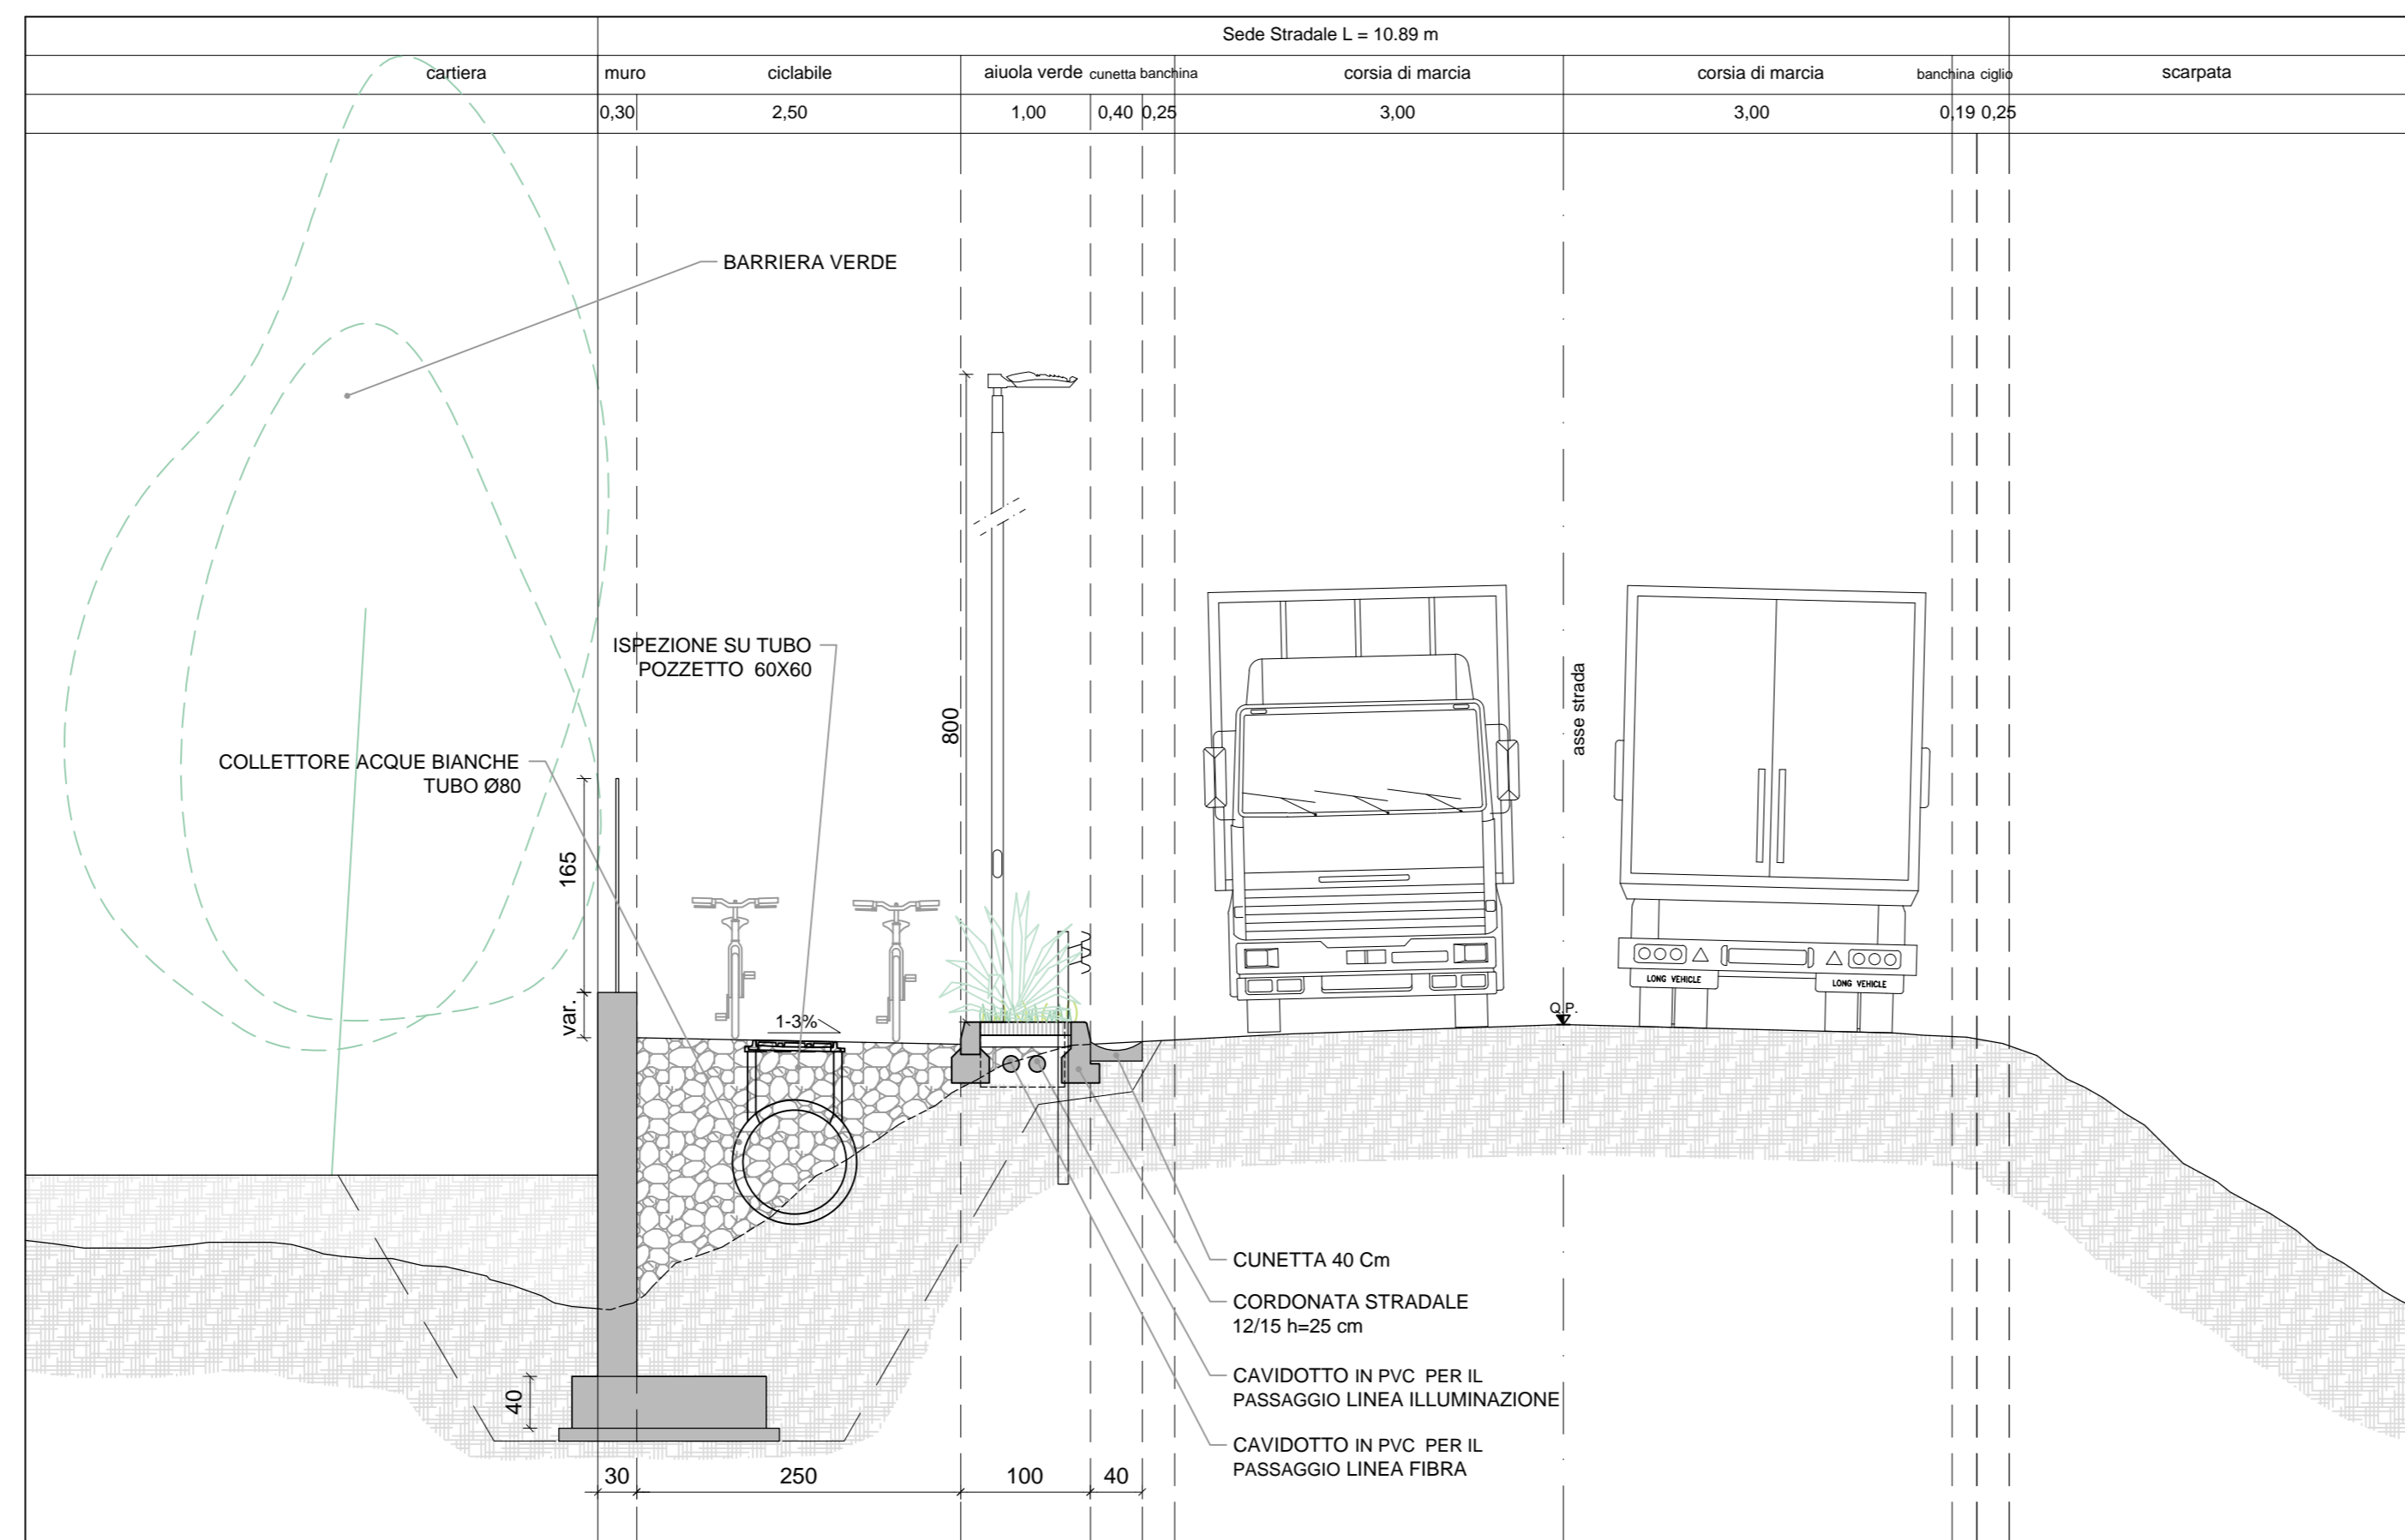 Sede Stradale L = 10.89 m
cartiera muro ciclabile aiuola verde cunetta banchina corsia di marcia corsia di marcia banchina ciglio scarpata
0,30 2,50 1,00 0,40 0,25 3,00 3,00 0,19 0,25
BARRIERA VERDE
ISPEZIONE SU TUBO
POZZETTO 60X60
800
asse strada
COLLETTORE ACQUE BIANCHE
TUBO Ø80
165
var.
1-3%
Q.P.
LONG VEHICLE LONG VEHICLE
CUNETTA 40 Cm
CORDONATA STRADALE
12/15 h=25 cm
CAVIDOTTO IN PVC PER IL
PASSAGGIO LINEA ILLUMINAZIONE
40
CAVIDOTTO IN PVC PER IL
PASSAGGIO LINEA FIBRA
30 250 100 40